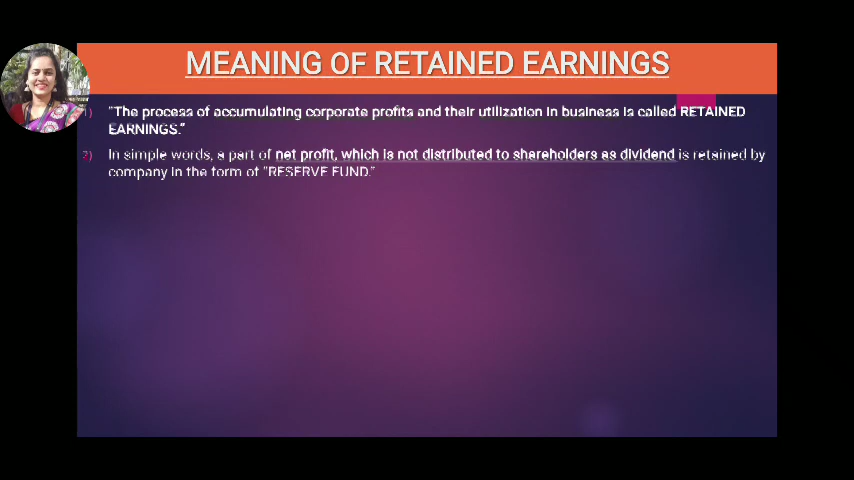 MEANING OF RETAINED EARNINGS
1) "The process of accumulating corporate profits and their utilization in business is called RETAINED
EARNINGS."
2) In simple words, a part of net profit, which is not distributed to shareholders as dividend is retained by
company in the form of "RESERVE FUND."